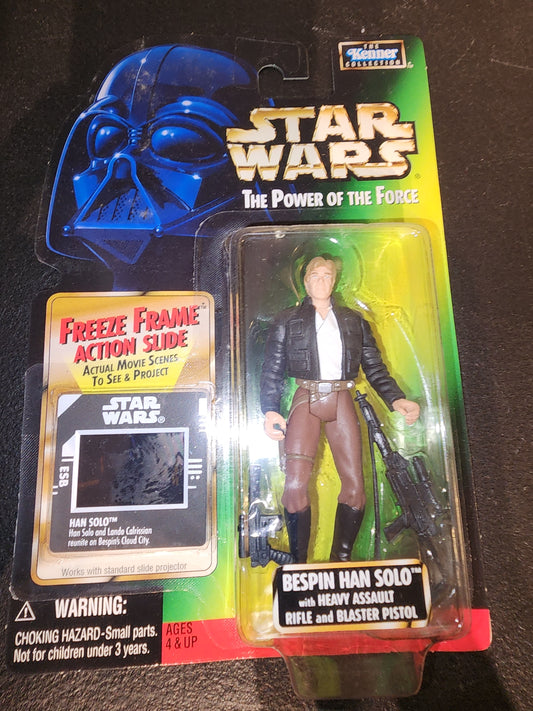 THE
Kenner
COLLECTION
STAR
WARS®
THE POWER OF THE FORCE
FREEZE FRAME™
ACTION SLIDE
ACTUAL MOVIE SCENES
TO SEE & PROJECT
STAR
WARS®
ESB
HAN SOLO™
Han Solo and Lando Calrissian
reunite on Bespin's Cloud City.
Works with standard slide projector
BESPIN HAN SOLO™
with HEAVY ASSAULT
RIFLE and BLASTER PISTOL
WARNING:
CHOKING HAZARD-Small parts.
Not for children under 3 years.
AGES
4 & UP